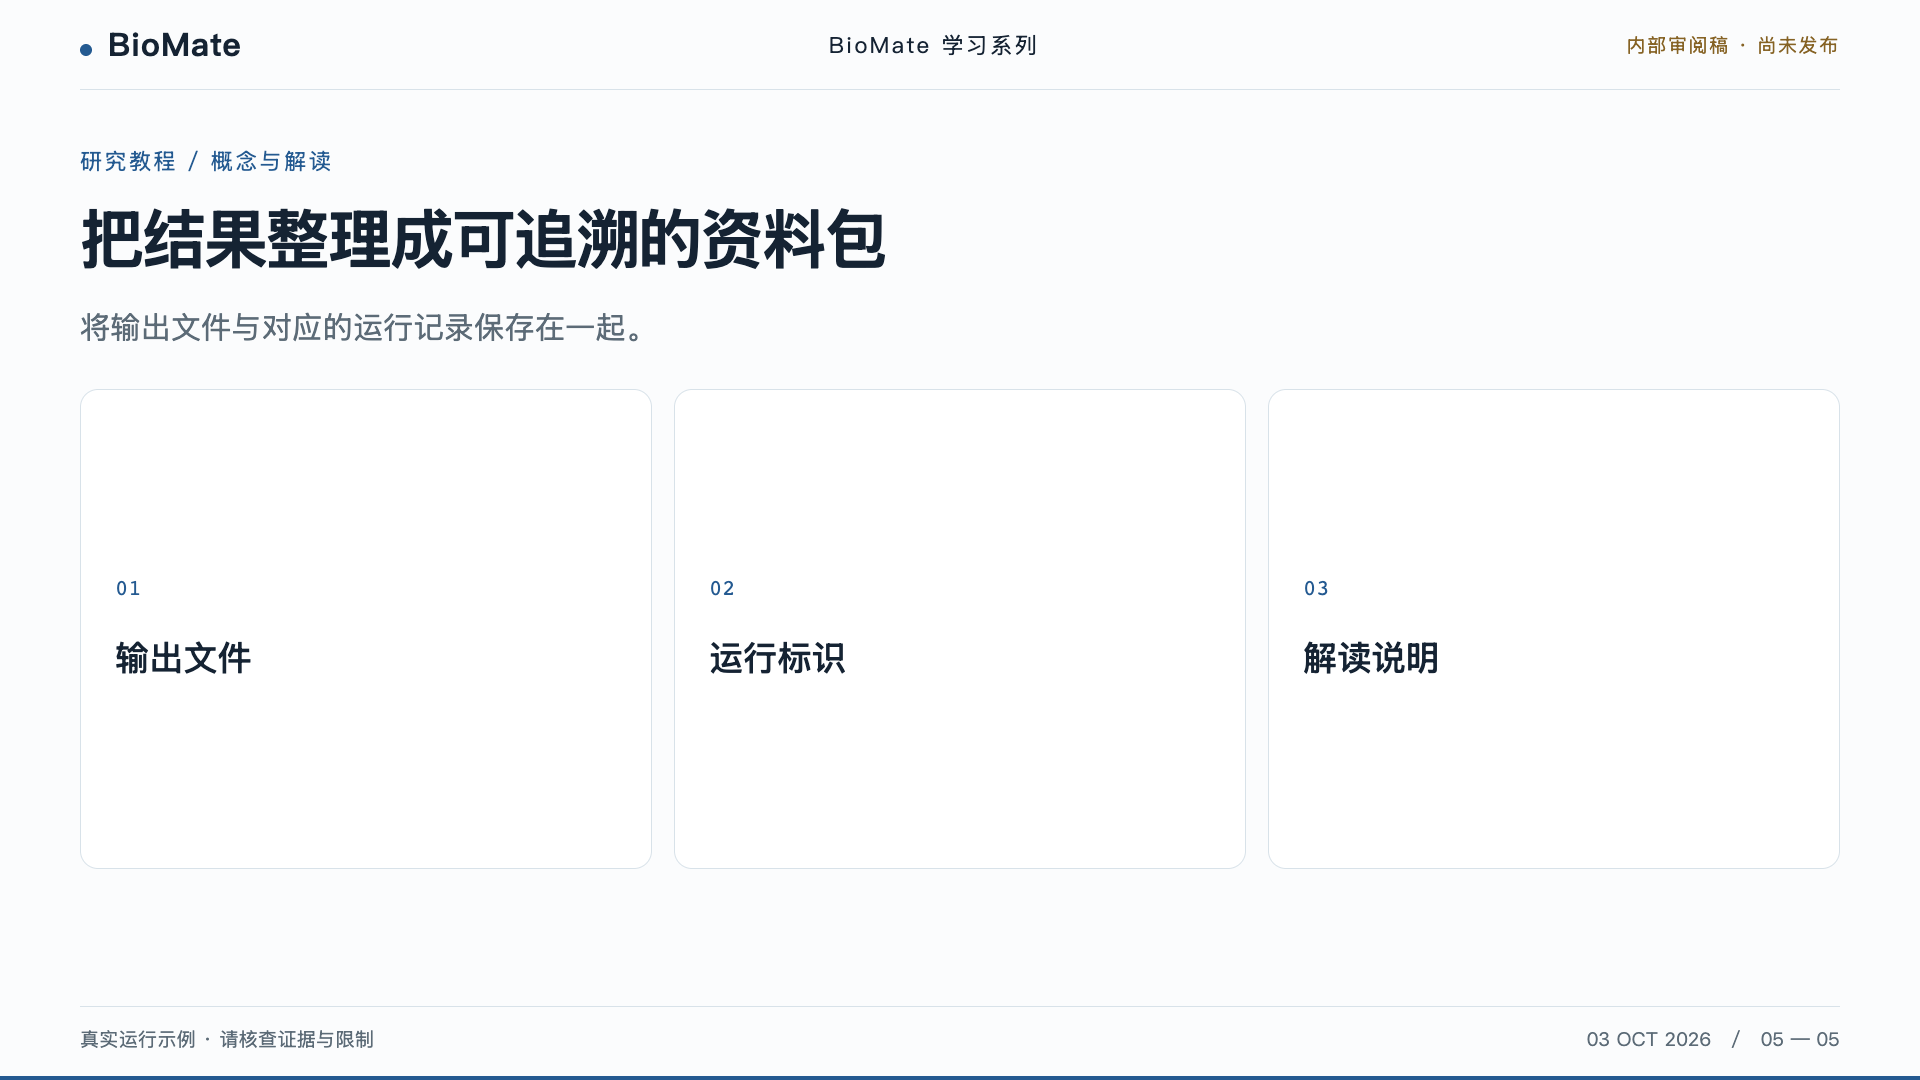 BioMate
BioMate 学习系列
内部审阅稿 · 尚未发布
研究教程 / 概念与解读
把结果整理成可追溯的资料包
将输出文件与对应的运行记录保存在一起。
01
输出文件
02
运行标识
03
解读说明
真实运行示例 · 请核查证据与限制
03 OCT 2026 / 05 — 05